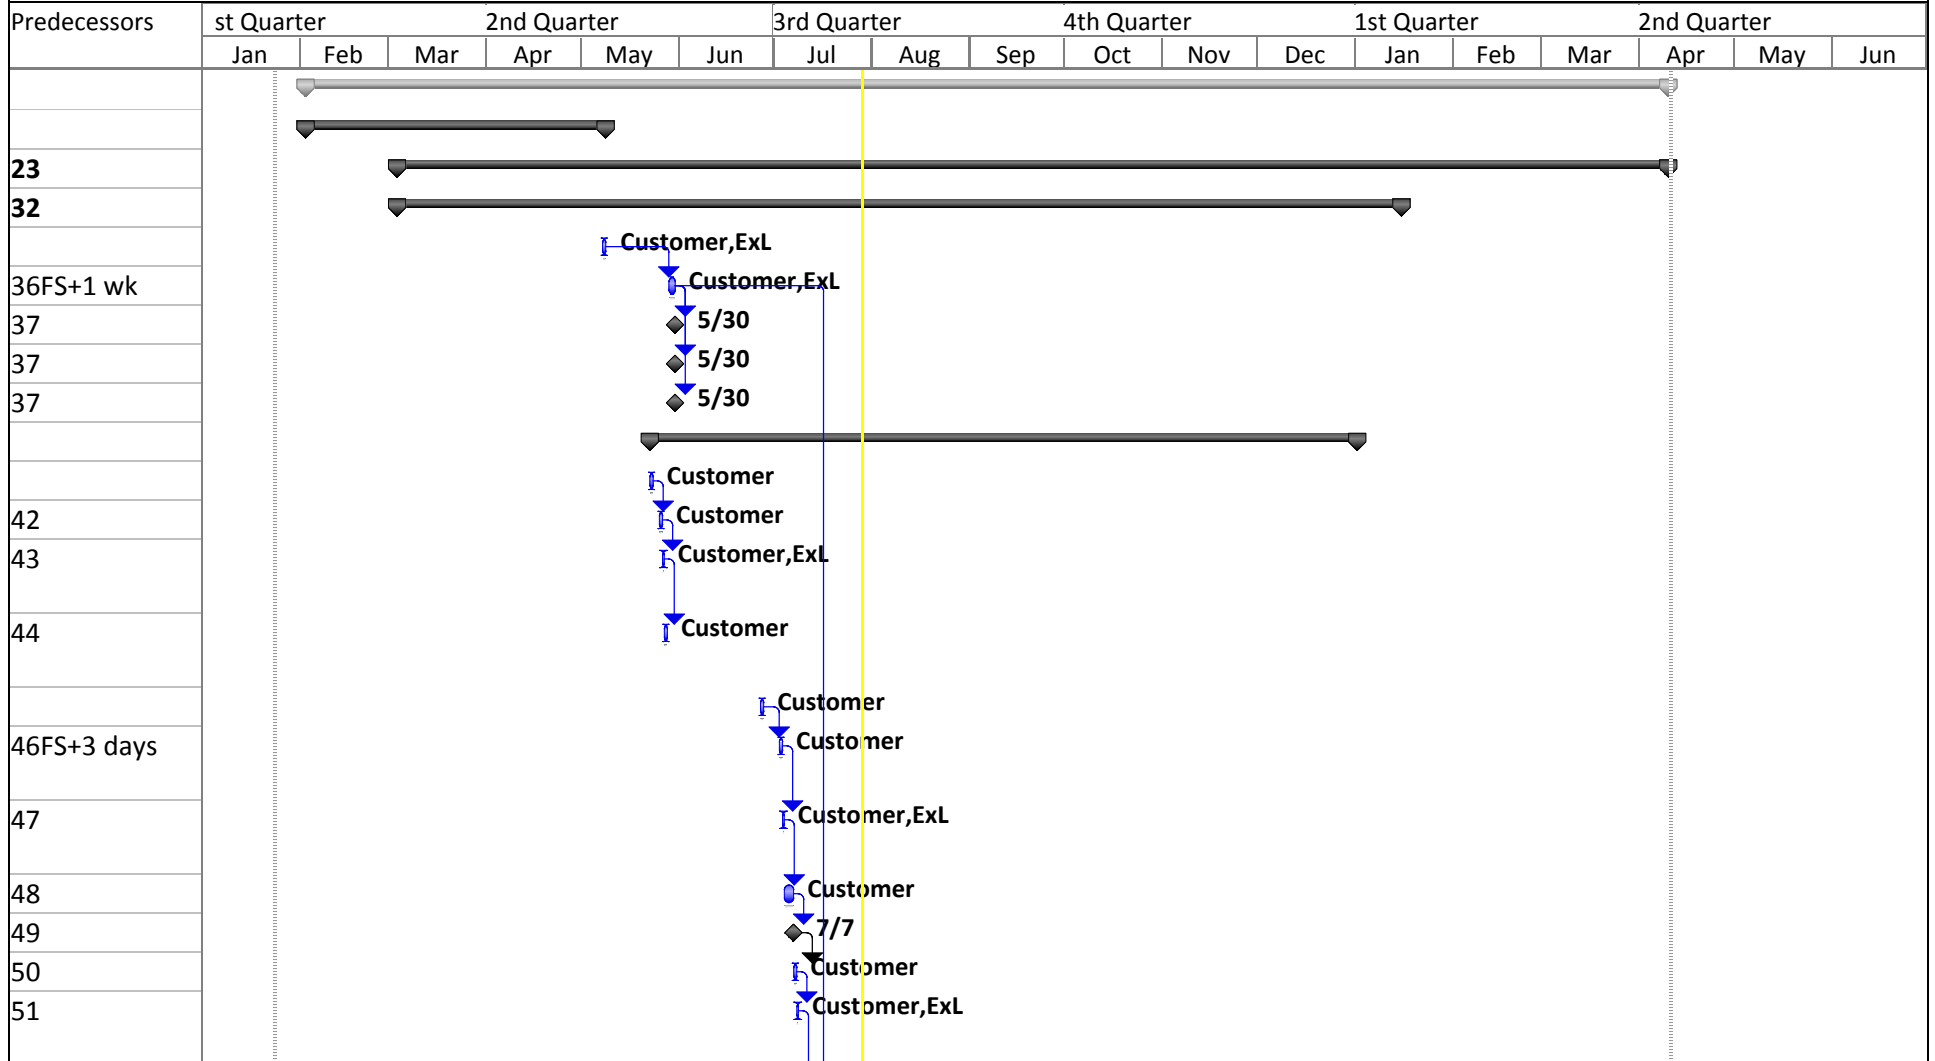 Predecessors st Quarter 2nd Quarter 3rd Quarter 4th Quarter 1st Quarter 2nd Quarter
Jan Feb Mar Apr May Jun Jul Aug Sep Oct Nov Dec Jan Feb Mar Apr May Jun
23
32
Customer,ExL
36FS+1 wk Customer,ExL
37 5/30
37 5/30
37 5/30
Customer
42 Customer
43 Customer,ExL
44 Customer
Customer
46FS+3 days Customer
47 Customer,ExL
48 Customer
49 7/7
50 Customer
51 Customer,ExL